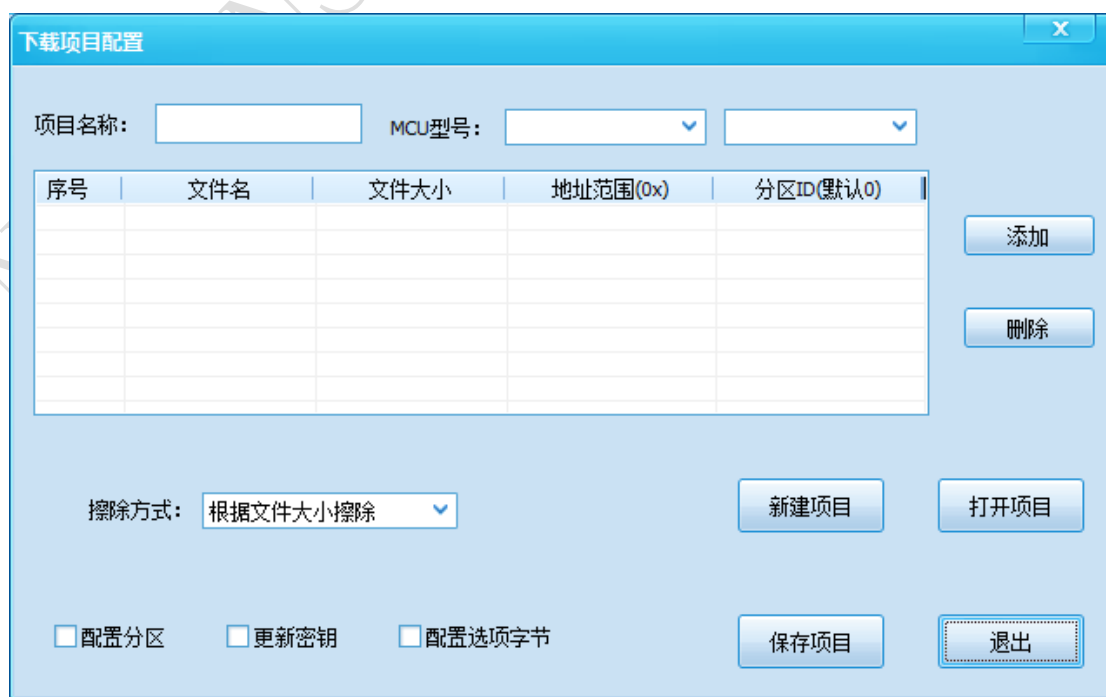 下载项目配置
项目名称：
MCU型号：
序号 文件名 文件大小 地址范围(0x) 分区ID(默认0)
添加
删除
擦除方式： 根据文件大小擦除 新建项目 打开项目
配置分区 更新密钥 配置选项字节 保存项目 退出